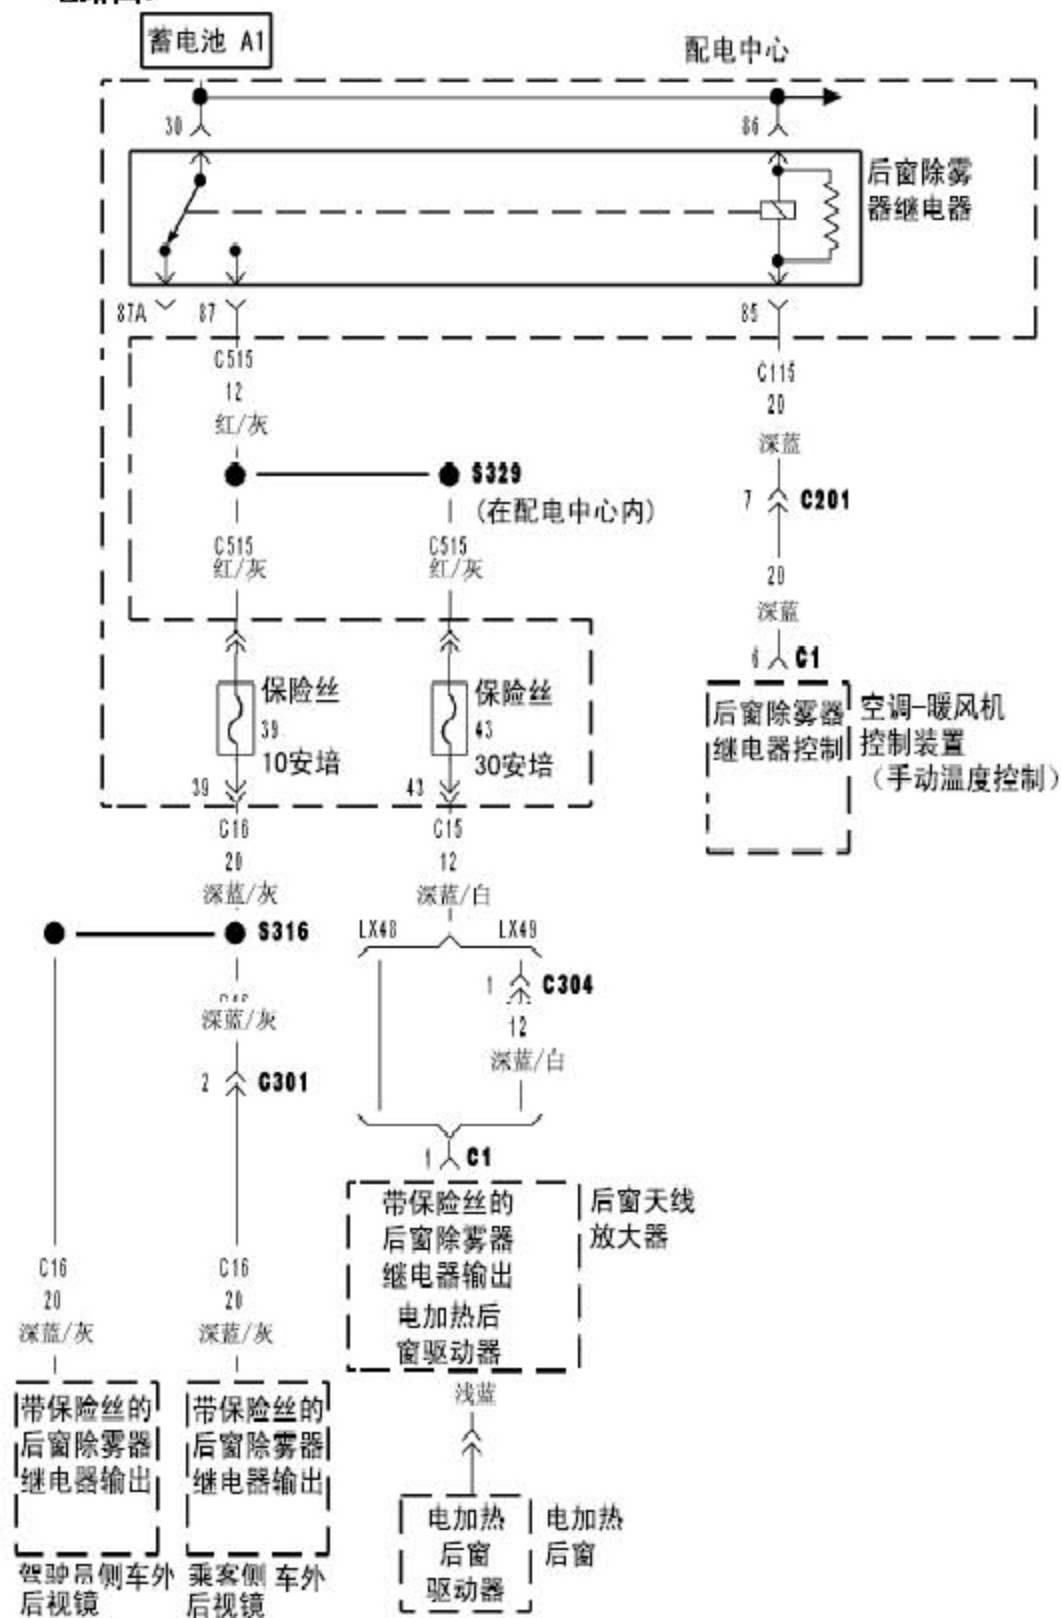 蓄电池 A1
配电中心
30
86
后窗除雾
器继电器
87A
87
85
C515
12
红/灰
C115
20
深蓝
S329
(在配电中心内)
7
C201
C515
红/灰
C515
红/灰
20
深蓝
6
C1
保险丝
39
10安培
保险丝
43
30安培
后窗除雾器
继电器控制
空调-暖风机
控制装置
(手动温度控制)
39
43
C16
20
深蓝/灰
C15
12
深蓝/白
S316
LX48
LX49
1
C304
深蓝/灰
12
深蓝/白
2
C301
1
C1
带保险丝的
后窗除雾器
继电器输出
电加热后
窗驱动器
后窗天线
放大器
C16
20
深蓝/灰
C16
20
深蓝/灰
浅蓝
带保险丝的
后窗除雾器
继电器输出
带保险丝的
后窗除雾器
继电器输出
电加热
后窗
驱动器
电加热
后窗
驾驶员侧车外
后视镜
乘客侧 车外
后视镜